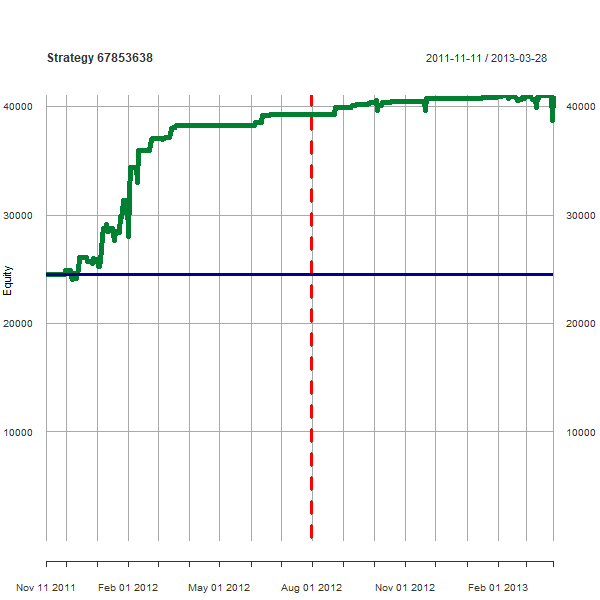 Strategy 67853638
2011-11-11 / 2013-03-28
40000
40000
30000
30000
Equity
20000
20000
10000
10000
Nov 11 2011
Feb 01 2012
May 01 2012
Aug 01 2012
Nov 01 2012
Feb 01 2013